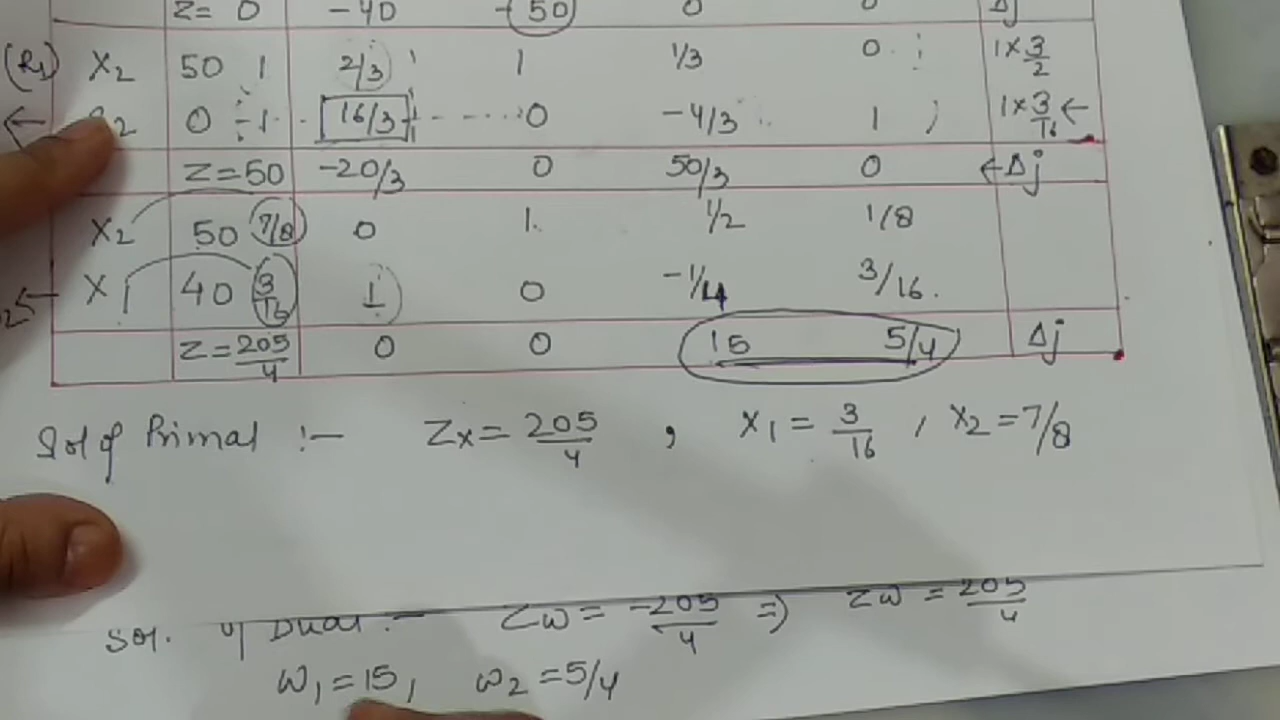 Z= 0 -40 -50 0 0 Δj
(R1) X2 50 1 2/3 1 1/3 0 1×3/2
← 2 0 -1 16/3 0 -4/3 1 1×3/16 ←
Z=50 -20/3 0 50/3 0 ←Δj
X2 50 7/8 0 1 1/2 1/8
← X1 40 3/16 1 0 -1/4 3/16
Z=205/4 0 0 15 5/4 Δj
Sol of Primal :- Zx = 205/4 , X1 = 3/16 , X2 = 7/8
Sol. of Dual :- Zw = -205/4 => Zw = 205/4
w1 = 15, w2 = 5/4